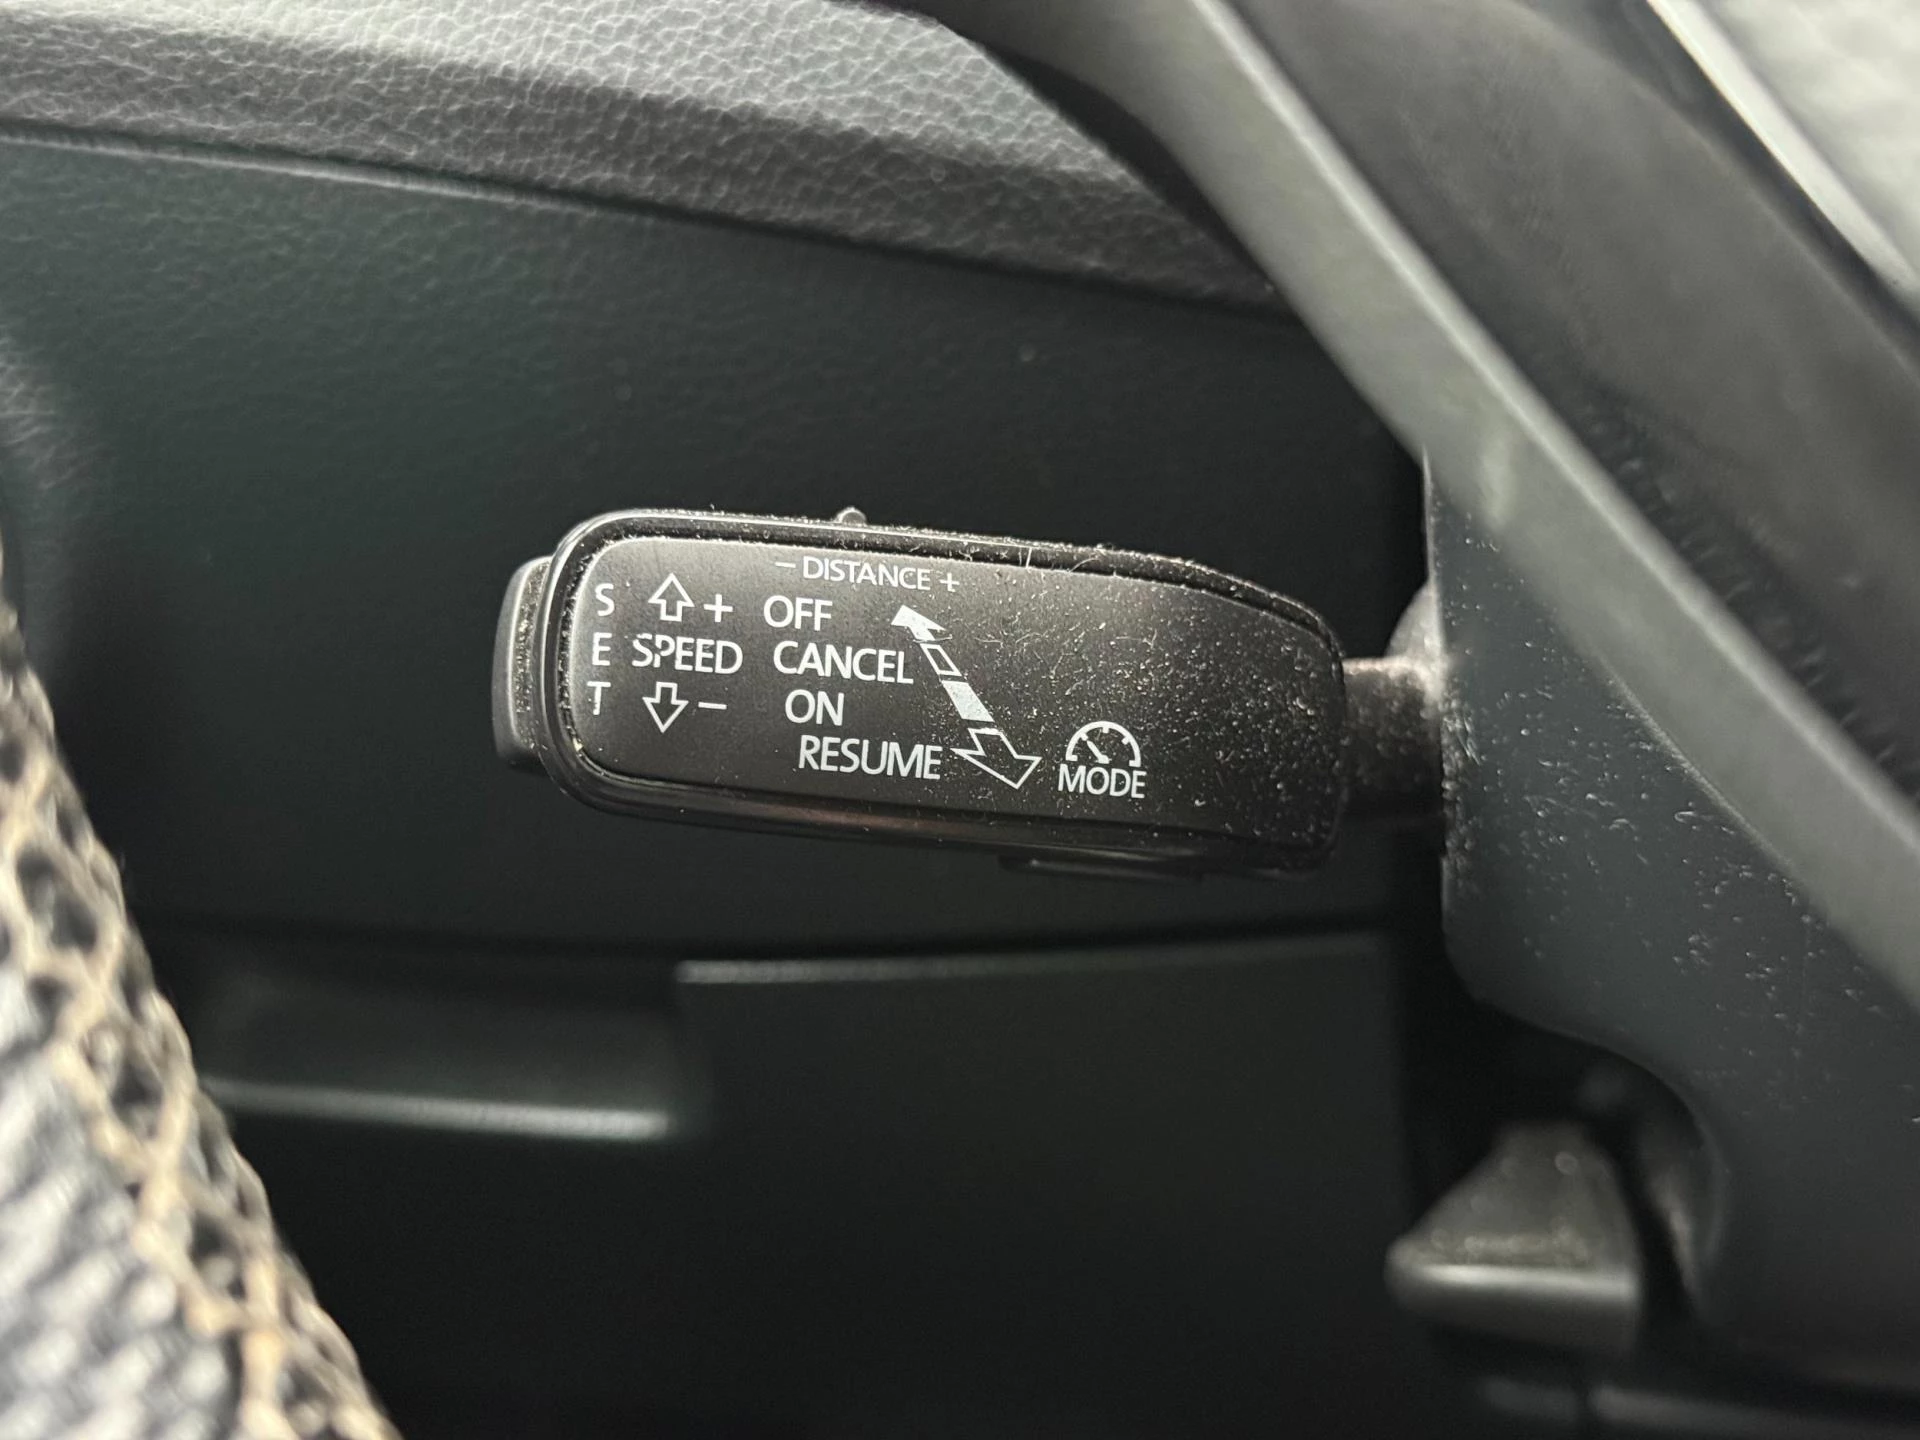 − DISTANCE +
S + OFF
E SPEED CANCEL
T − ON
RESUME
MODE